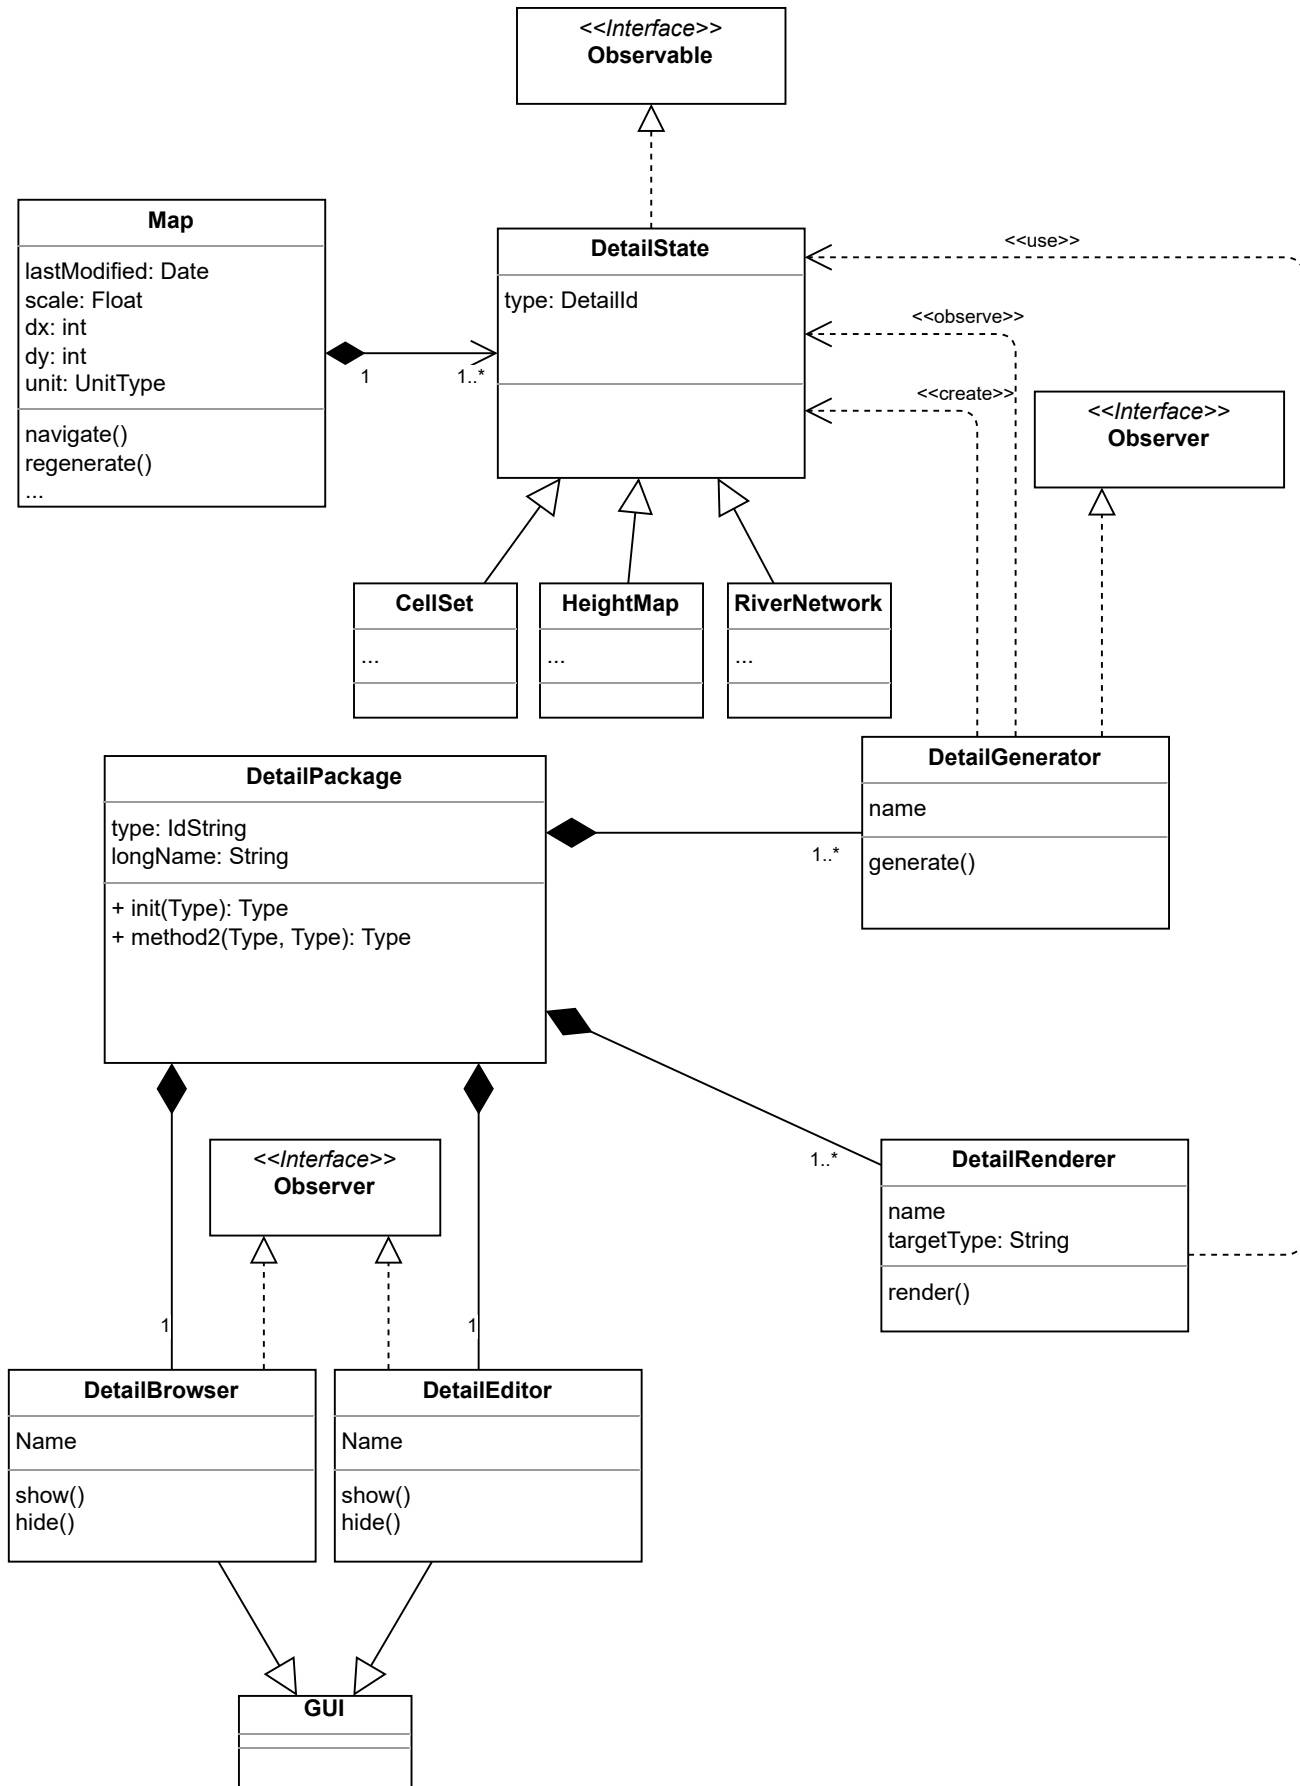 <<Interface>>
Observable
Map
lastModified: Date
scale: Float
dx: int
dy: int
unit: UnitType
navigate()
regenerate()
...
1
1..*
DetailState
type: DetailId
<<use>>
<<observe>>
<<create>>
<<Interface>>
Observer
CellSet
...
HeightMap
...
RiverNetwork
...
DetailPackage
type: IdString
longName: String
+ init(Type): Type
+ method2(Type, Type): Type
1..*
DetailGenerator
name
generate()
<<Interface>>
Observer
1..*
DetailRenderer
name
targetType: String
render()
1
1
DetailBrowser
Name
show()
hide()
DetailEditor
Name
show()
hide()
GUI